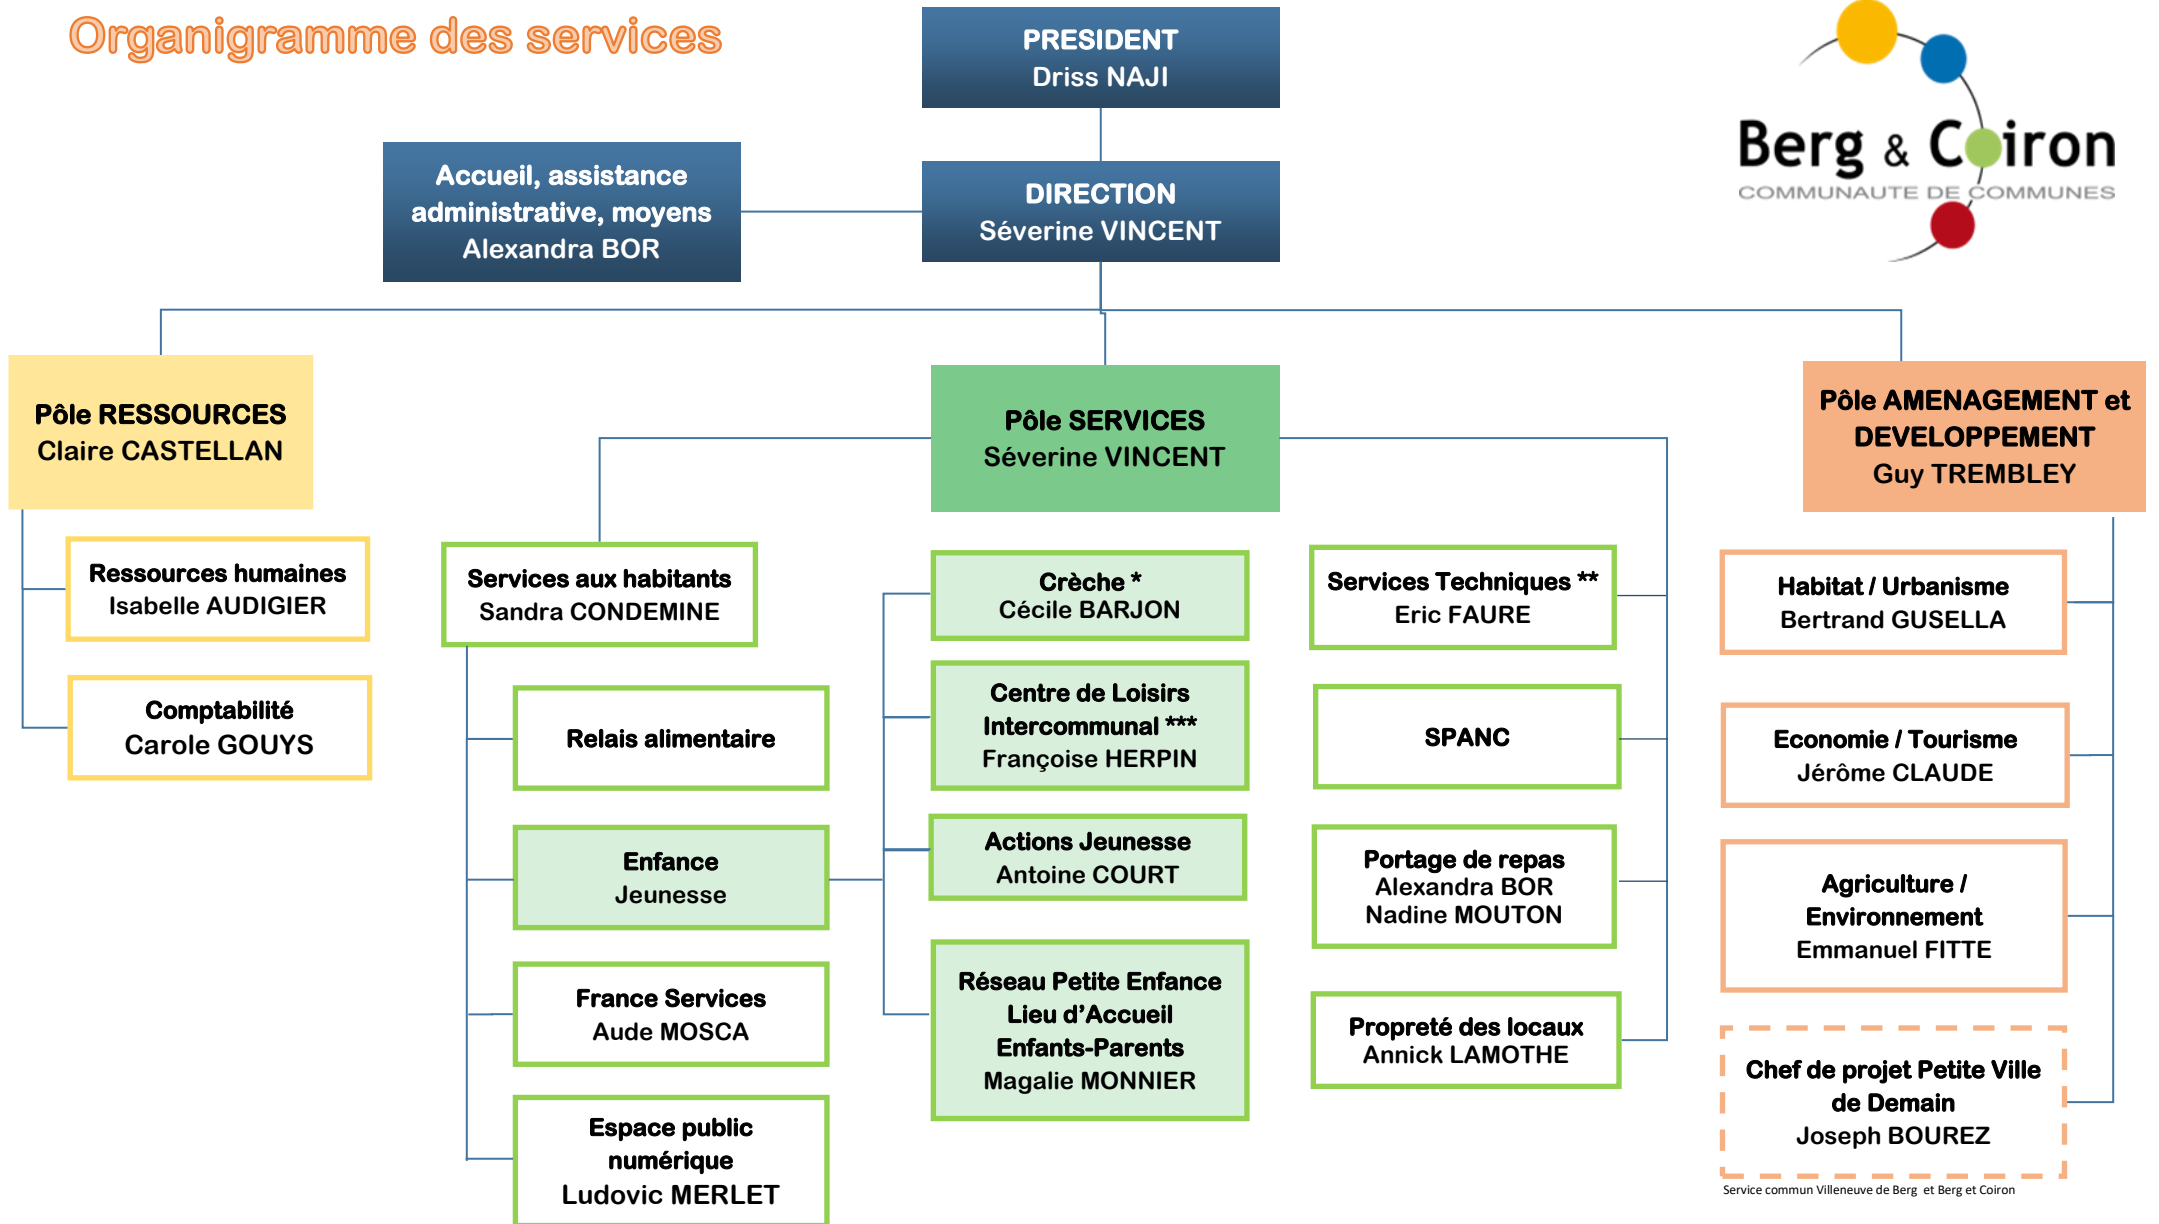 Organigramme des services
PRESIDENT
Driss NAJI
Berg & Coiron
COMMUNAUTE DE COMMUNES
Accueil, assistance
administrative, moyens
Alexandra BOR
DIRECTION
Séverine VINCENT
Pôle RESSOURCES
Claire CASTELLAN
Pôle SERVICES
Séverine VINCENT
Pôle AMENAGEMENT et
DEVELOPPEMENT
Guy TREMBLEY
Ressources humaines
Isabelle AUDIGIER
Comptabilité
Carole GOUYS
Services aux habitants
Sandra CONDEMINE
Relais alimentaire
Enfance
Jeunesse
France Services
Aude MOSCA
Espace public
numérique
Ludovic MERLET
Crèche *
Cécile BARJON
Centre de Loisirs
Intercommunal ***
Françoise HERPIN
Actions Jeunesse
Antoine COURT
Réseau Petite Enfance
Lieu d’Accueil
Enfants-Parents
Magalie MONNIER
Services Techniques **
Eric FAURE
SPANC
Portage de repas
Alexandra BOR
Nadine MOUTON
Propreté des locaux
Annick LAMOTHE
Habitat / Urbanisme
Bertrand GUSELLA
Economie / Tourisme
Jérôme CLAUDE
Agriculture /
Environnement
Emmanuel FITTE
Chef de projet Petite Ville
de Demain
Joseph BOUREZ
Service commun Villeneuve de Berg et Berg et Coiron